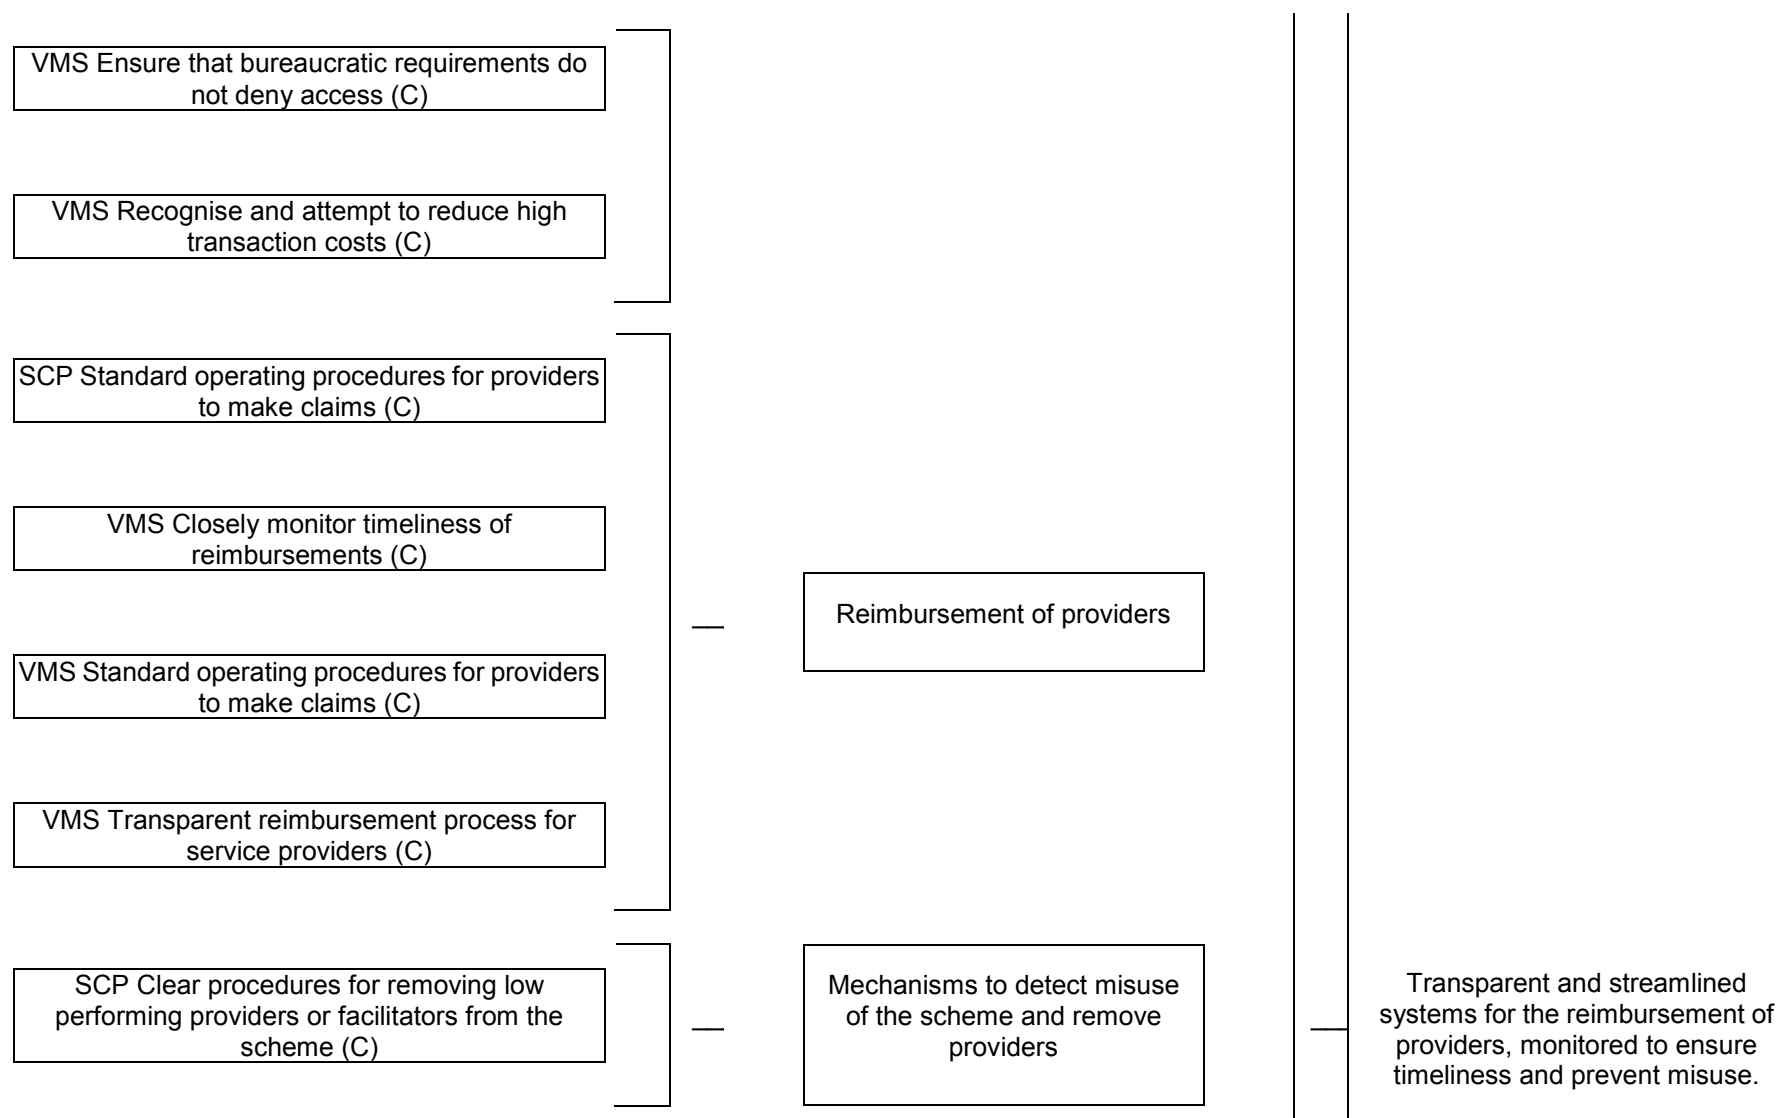 VMS Ensure that bureaucratic requirements do
not deny access (C)
VMS Recognise and attempt to reduce high
transaction costs (C)
SCP Standard operating procedures for providers
to make claims (C)
VMS Closely monitor timeliness of
reimbursements (C)
VMS Standard operating procedures for providers
to make claims (C)
VMS Transparent reimbursement process for
service providers (C)
Reimbursement of providers
SCP Clear procedures for removing low
performing providers or facilitators from the
scheme (C)
Mechanisms to detect misuse
of the scheme and remove
providers
Transparent and streamlined
systems for the reimbursement of
providers, monitored to ensure
timeliness and prevent misuse.